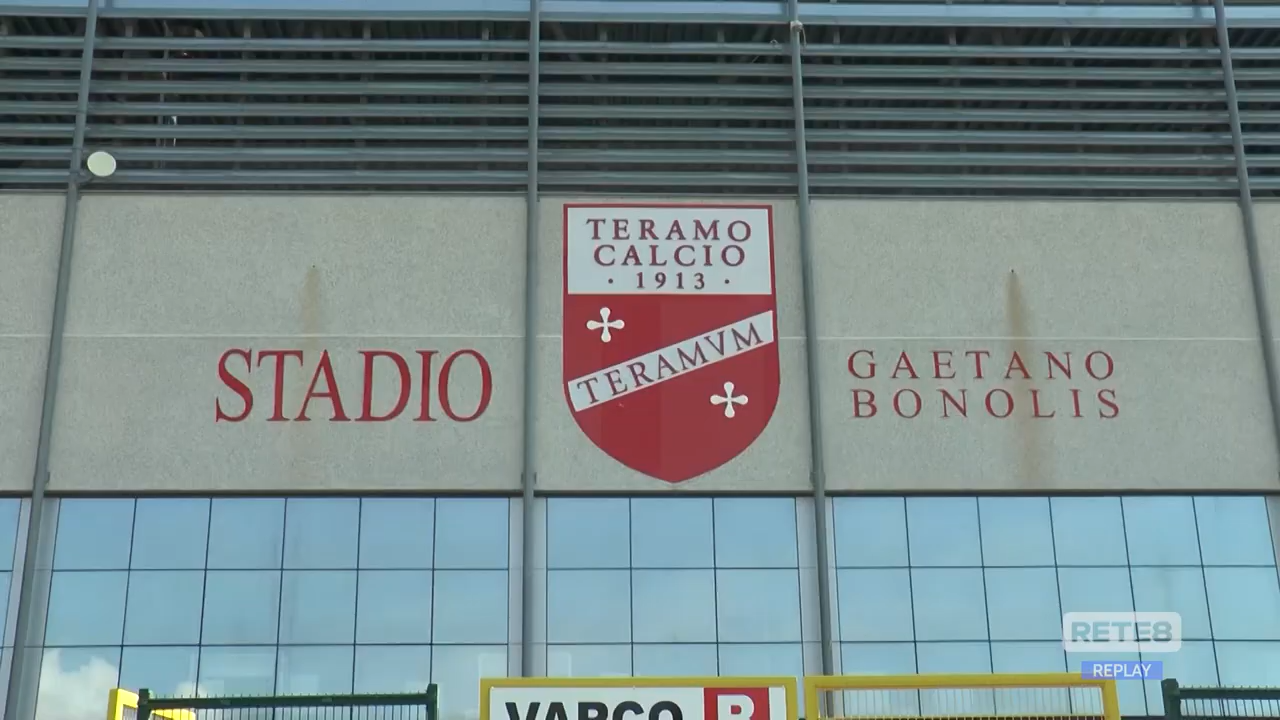 TERAMO
CALCIO
· 1913 ·
TERAMVM
STADIO
GAETANO
BONOLIS
RETE8
REPLAY
VARCO B